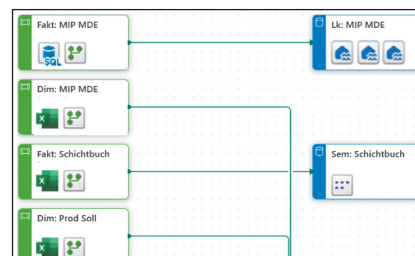 Fakt: MIP MDE
Lk: MIP MDE
SQL
Dim: MIP MDE
Fakt: Schichtbuch
Sem: Schichtbuch
Dim: Prod Soll